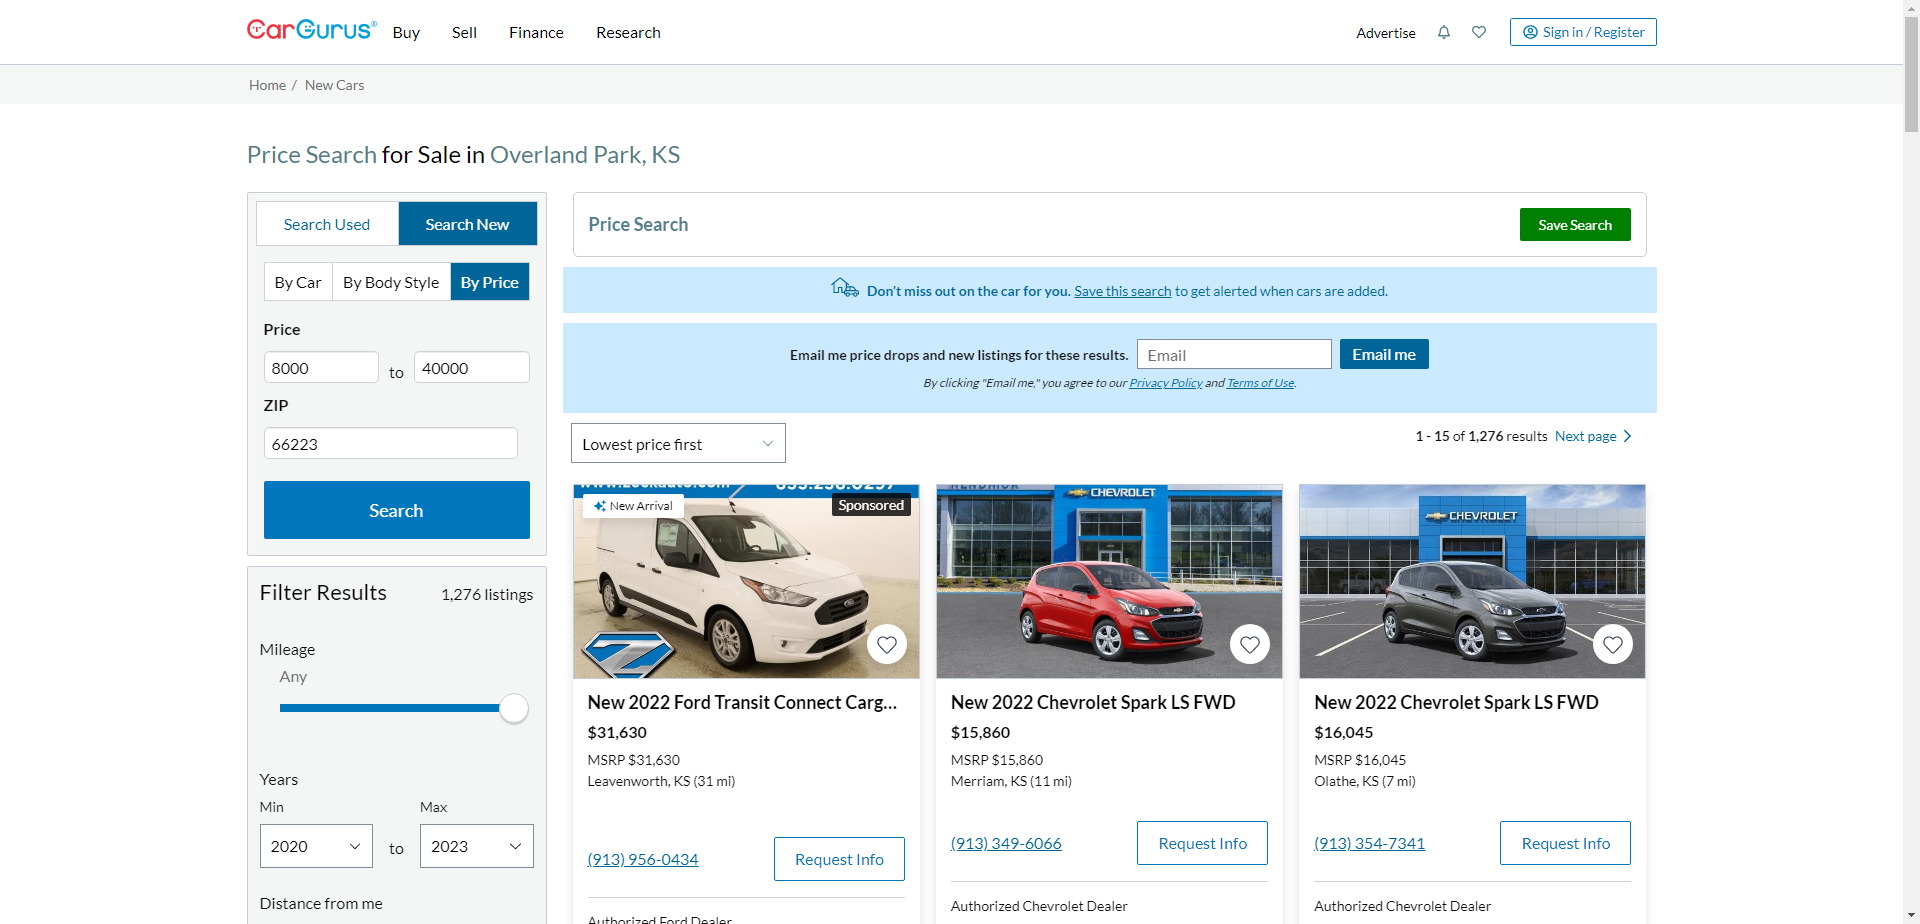 CarGurus®
Buy
Sell
Finance
Research
Advertise
Sign in / Register
Home / New Cars
Price Search for Sale in Overland Park, KS
Search Used
Search New
By Car
By Body Style
By Price
Price
8000
to
40000
ZIP
66223
Search
Filter Results
1,276 listings
Mileage
Any
Years
Min
Max
2020
to
2023
Distance from me
Price Search
Save Search
Don't miss out on the car for you. Save this search to get alerted when cars are added.
Email me price drops and new listings for these results.
Email
Email me
By clicking "Email me," you agree to our Privacy Policy and Terms of Use.
Lowest price first
1 - 15 of 1,276 results
Next page
New Arrival
Sponsored
New 2022 Ford Transit Connect Carg...
$31,630
MSRP $31,630
Leavenworth, KS (31 mi)
(913) 956-0434
Request Info
Authorized Ford Dealer
CHEVROLET
New 2022 Chevrolet Spark LS FWD
$15,860
MSRP $15,860
Merriam, KS (11 mi)
(913) 349-6066
Request Info
Authorized Chevrolet Dealer
CHEVROLET
New 2022 Chevrolet Spark LS FWD
$16,045
MSRP $16,045
Olathe, KS (7 mi)
(913) 354-7341
Request Info
Authorized Chevrolet Dealer